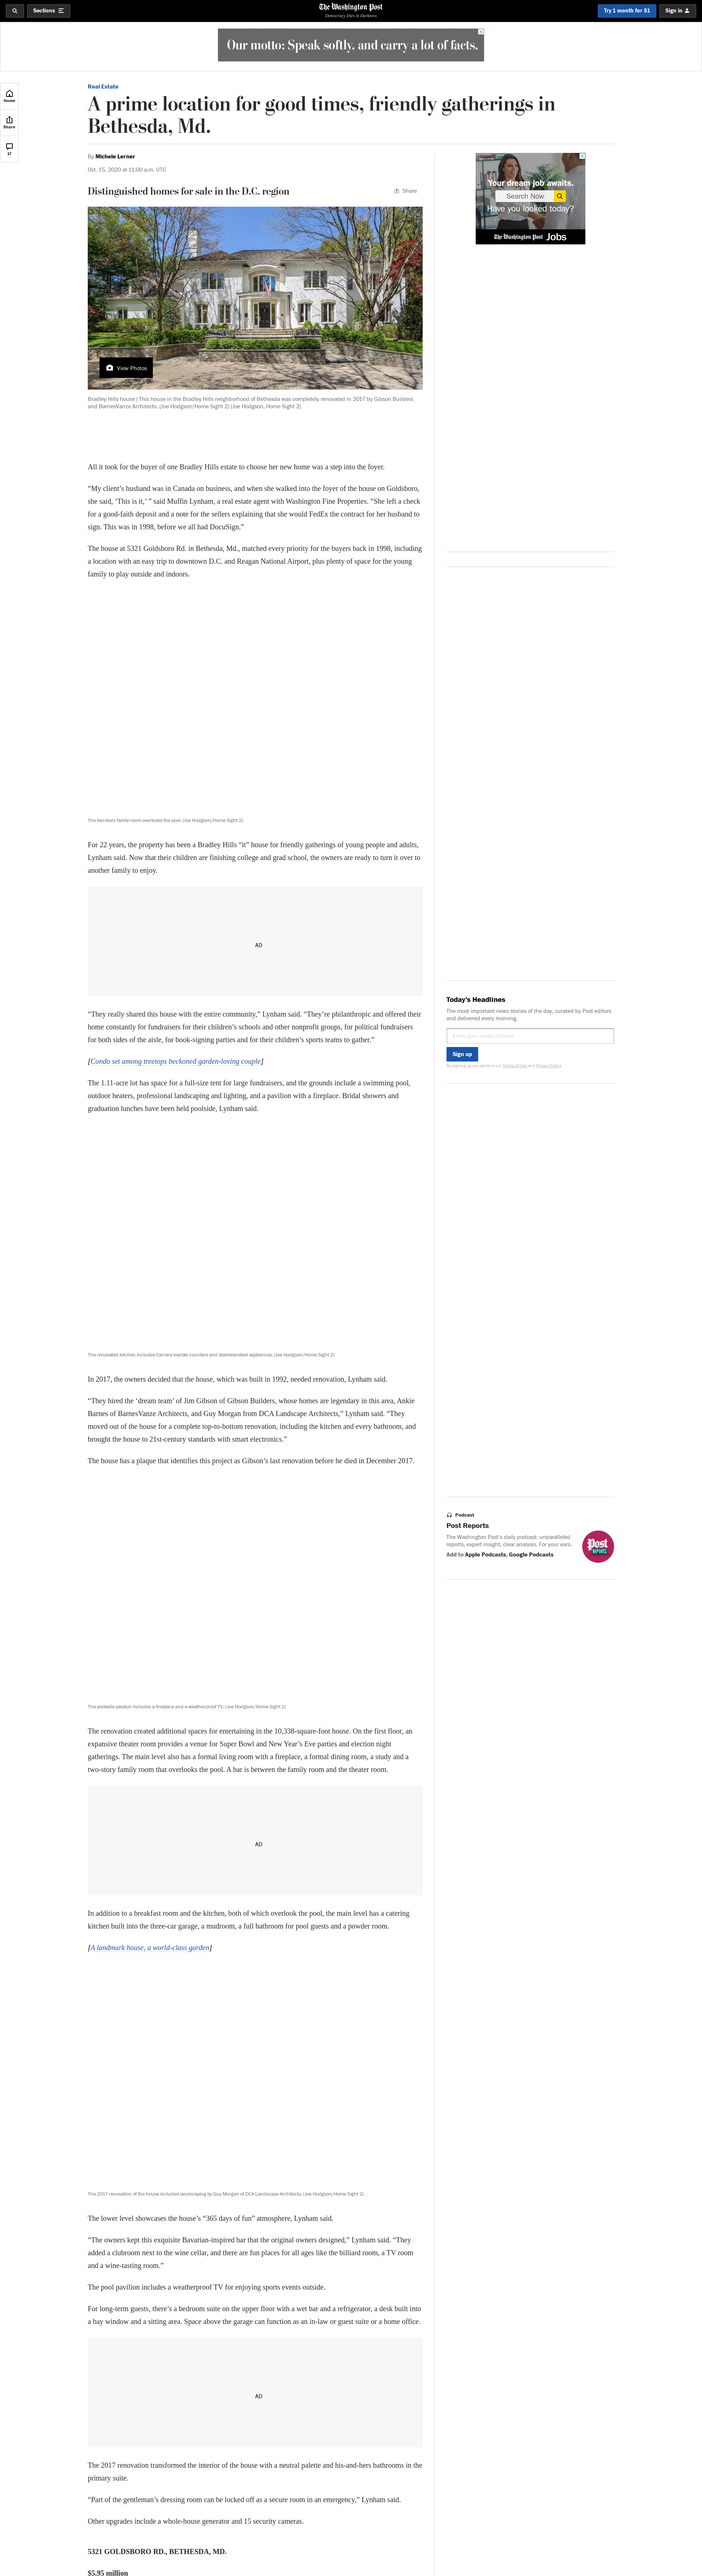 Sections
The Washington Post
Democracy Dies in Darkness
Try 1 month for $1
Sign in
Our motto: Speak softly, and carry a lot of facts.
Home
Share
17
Real Estate
A prime location for good times, friendly gatherings in
Bethesda, Md.
By Michele Lerner
Oct. 15, 2020 at 11:00 a.m. UTC
Distinguished homes for sale in the D.C. region
Share
View Photos
Bradley Hills house | This house in the Bradley Hills neighborhood of Bethesda was completely renovated in 2017 by Gibson Builders
and BarnesVanze Architects. (Joe Hodgson/Home Sight 2) (Joe Hodgson, Home Sight 2)
Your dream job awaits.
Search Now
Have you looked today?
The Washington Post Jobs
All it took for the buyer of one Bradley Hills estate to choose her new home was a step into the foyer.
“My client’s husband was in Canada on business, and when she walked into the foyer of the house on Goldsboro,
she said, ‘This is it,’ ” said Muffin Lynham, a real estate agent with Washington Fine Properties. “She left a check
for a good-faith deposit and a note for the sellers explaining that she would FedEx the contract for her husband to
sign. This was in 1998, before we all had DocuSign.”
The house at 5321 Goldsboro Rd. in Bethesda, Md., matched every priority for the buyers back in 1998, including
a location with an easy trip to downtown D.C. and Reagan National Airport, plus plenty of space for the young
family to play outside and indoors.
The two-story family room overlooks the pool. (Joe Hodgson/Home Sight 2)
For 22 years, the property has been a Bradley Hills “it” house for friendly gatherings of young people and adults,
Lynham said. Now that their children are finishing college and grad school, the owners are ready to turn it over to
another family to enjoy.
AD
“They really shared this house with the entire community,” Lynham said. “They’re philanthropic and offered their
home constantly for fundraisers for their children’s schools and other nonprofit groups, for political fundraisers
for both sides of the aisle, for book-signing parties and for their children’s sports teams to gather.”
[Condo set among treetops beckoned garden-loving couple]
The 1.11-acre lot has space for a full-size tent for large fundraisers, and the grounds include a swimming pool,
outdoor heaters, professional landscaping and lighting, and a pavilion with a fireplace. Bridal showers and
graduation lunches have been held poolside, Lynham said.
Today’s Headlines
The most important news stories of the day, curated by Post editors
and delivered every morning.
Enter your email address
Sign up
By signing up you agree to our Terms of Use and Privacy Policy
The renovated kitchen includes Carrera marble counters and stainless-steel appliances. (Joe Hodgson/Home Sight 2)
In 2017, the owners decided that the house, which was built in 1992, needed renovation, Lynham said.
“They hired the ‘dream team’ of Jim Gibson of Gibson Builders, whose homes are legendary in this area, Ankie
Barnes of BarnesVanze Architects, and Guy Morgan from DCA Landscape Architects,” Lynham said. “They
moved out of the house for a complete top-to-bottom renovation, including the kitchen and every bathroom, and
brought the house to 21st-century standards with smart electronics.”
The house has a plaque that identifies this project as Gibson’s last renovation before he died in December 2017.
Podcast
Post Reports
The Washington Post’s daily podcast: unparalleled
reports, expert insight, clear analysis. For your ears.
Add to Apple Podcasts, Google Podcasts
Post
REPORTS
The poolside pavilion includes a fireplace and a weatherproof TV. (Joe Hodgson/Home Sight 2)
The renovation created additional spaces for entertaining in the 10,338-square-foot house. On the first floor, an
expansive theater room provides a venue for Super Bowl and New Year’s Eve parties and election night
gatherings. The main level also has a formal living room with a fireplace, a formal dining room, a study and a
two-story family room that overlooks the pool. A bar is between the family room and the theater room.
AD
In addition to a breakfast room and the kitchen, both of which overlook the pool, the main level has a catering
kitchen built into the three-car garage, a mudroom, a full bathroom for pool guests and a powder room.
[A landmark house, a world-class garden]
The 2017 renovation of the house included landscaping by Guy Morgan of DCA Landscape Architects. (Joe Hodgson/Home Sight 2)
The lower level showcases the house’s “365 days of fun” atmosphere, Lynham said.
“The owners kept this exquisite Bavarian-inspired bar that the original owners designed,” Lynham said. “They
added a clubroom next to the wine cellar, and there are fun places for all ages like the billiard room, a TV room
and a wine-tasting room.”
The pool pavilion includes a weatherproof TV for enjoying sports events outside.
For long-term guests, there’s a bedroom suite on the upper floor with a wet bar and a refrigerator, a desk built into
a bay window and a sitting area. Space above the garage can function as an in-law or guest suite or a home office.
AD
The 2017 renovation transformed the interior of the house with a neutral palette and his-and-hers bathrooms in the
primary suite.
“Part of the gentleman’s dressing room can be locked off as a secure room in an emergency,” Lynham said.
Other upgrades include a whole-house generator and 15 security cameras.
5321 GOLDSBORO RD., BETHESDA, MD.
$5.95 million